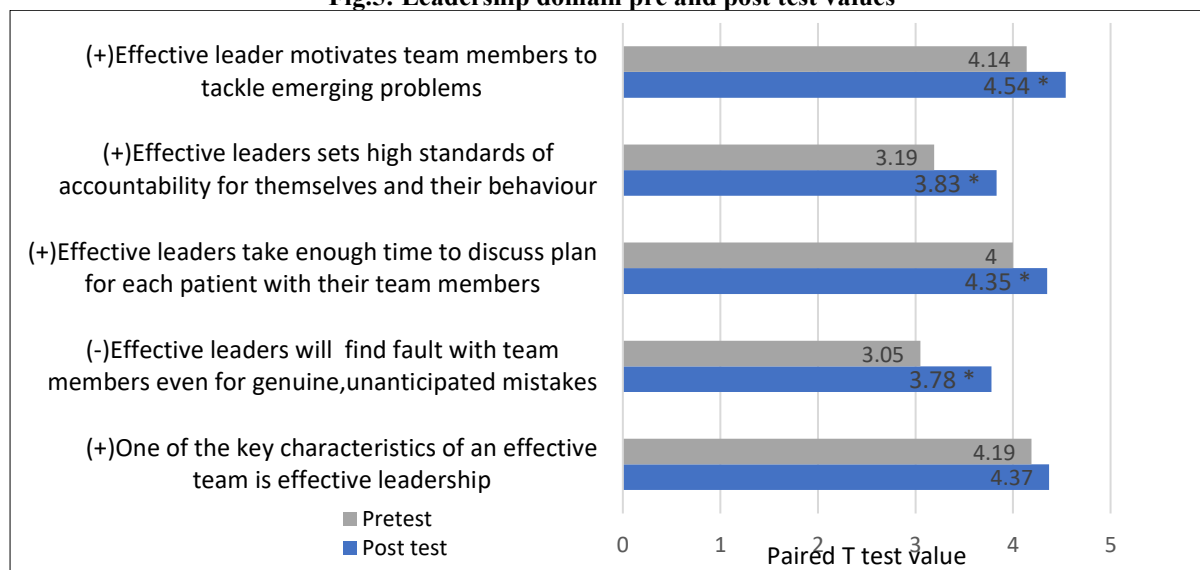 Fig.3: Leadership domain pre and post test values
(+)Effective leader motivates team members to
tackle emerging problems
4.14
4.54 *
(+)Effective leaders sets high standards of
accountability for themselves and their behaviour
3.19
3.83 *
(+)Effective leaders take enough time to discuss plan
for each patient with their team members
4
4.35 *
(-)Effective leaders will find fault with team
members even for genuine,unanticipated mistakes
3.05
3.78 *
(+)One of the key characteristics of an effective
team is effective leadership
4.19
4.37
Pretest
Post test
0 1 2 3 4 5
Paired T test value